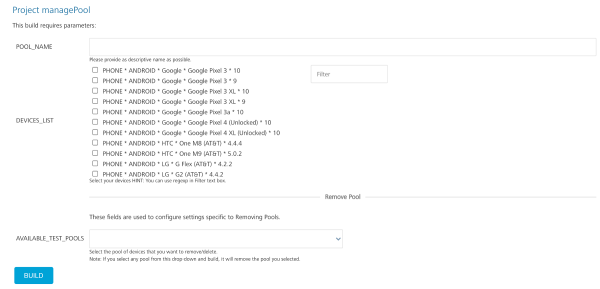 Project managePool
This build requires parameters:
POOL_NAME
Please provide as descriptive name as possible.
PHONE * ANDROID * Google * Google Pixel 3 * 10
Filter
PHONE * ANDROID * Google * Google Pixel 3 * 9
PHONE * ANDROID * Google * Google Pixel 3 XL * 10
PHONE * ANDROID * Google * Google Pixel 3 XL * 9
PHONE * ANDROID * Google * Google Pixel 3a * 10
DEVICES_LIST
PHONE * ANDROID * Google * Google Pixel 4 (Unlocked) * 10
PHONE * ANDROID * Google * Google Pixel 4 XL (Unlocked) * 10
PHONE * ANDROID * HTC * One M8 (AT&T) * 4.4.4
PHONE * ANDROID * HTC * One M9 (AT&T) * 5.0.2
PHONE * ANDROID * LG * G Flex (AT&T) * 4.2.2
PHONE * ANDROID * LG * G2 (AT&T) * 4.4.2
Select your devices HINT: You can use regexp in Filter text box.
Remove Pool
These fields are used to configure settings specific to Removing Pools.
AVAILABLE_TEST_POOLS
Select the pool of devices that you want to remove/delete.
Note: If you select any pool from this drop down and build, it will remove the pool you selected.
BUILD